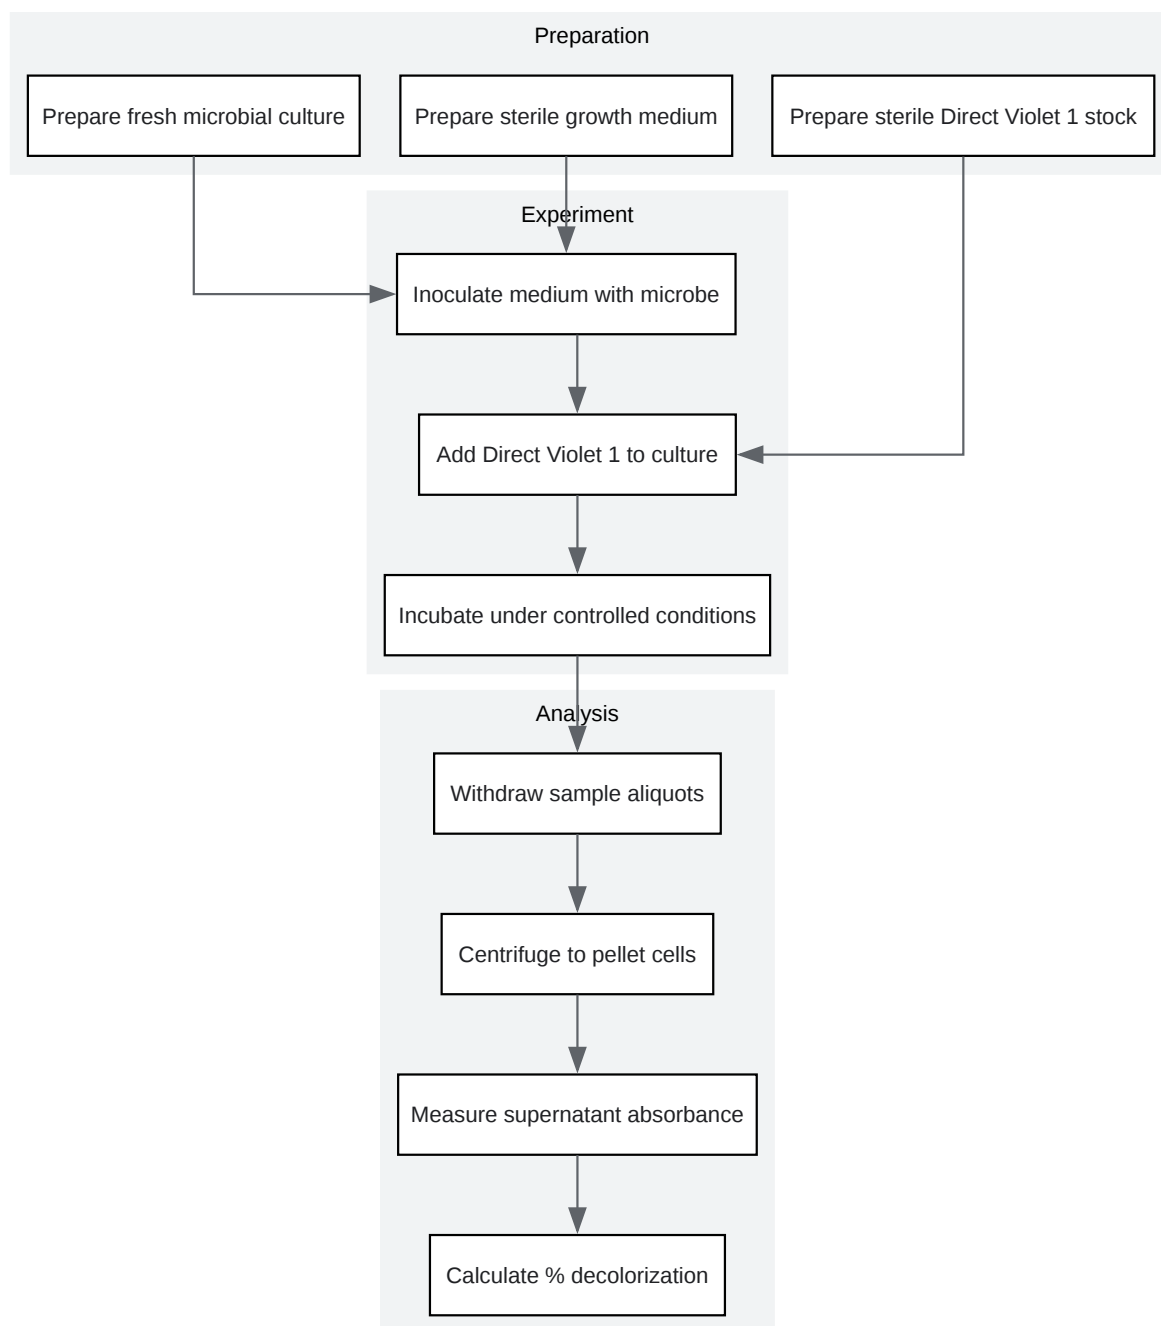 Preparation
Prepare fresh microbial culture
Prepare sterile growth medium
Prepare sterile Direct Violet 1 stock
Experiment
Inoculate medium with microbe
Add Direct Violet 1 to culture
Incubate under controlled conditions
Analysis
Withdraw sample aliquots
Centrifuge to pellet cells
Measure supernatant absorbance
Calculate % decolorization